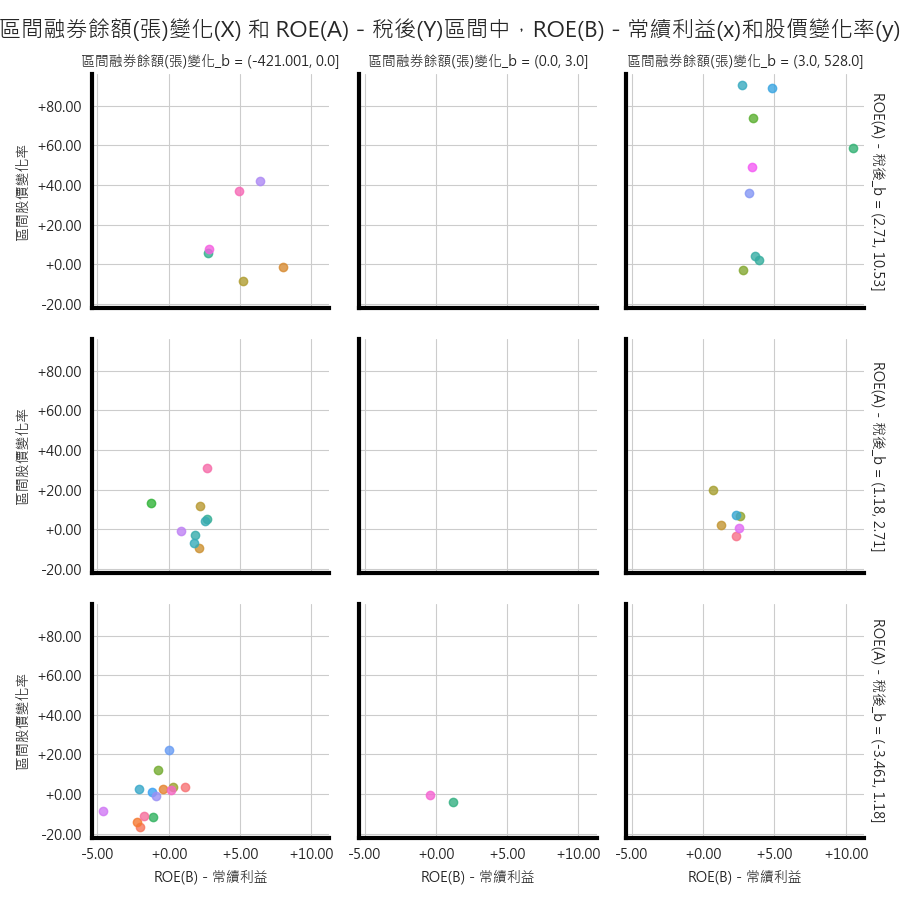 區間融券餘額(張)變化(X) 和 ROE(A) - 稅後(Y)區間中，ROE(B) - 常續利益(x)和股價變化率(y)
區間融券餘額(張)變化_b = (-421.001, 0.0]
區間融券餘額(張)變化_b = (0.0, 3.0]
區間融券餘額(張)變化_b = (3.0, 528.0]
+80.00
+60.00
+40.00
+20.00
+0.00
-20.00
區間股價變化率
ROE(A) - 稅後_b = (2.71, 10.53]
+80.00
+60.00
+40.00
+20.00
+0.00
-20.00
區間股價變化率
ROE(A) - 稅後_b = (1.18, 2.71]
+80.00
+60.00
+40.00
+20.00
+0.00
-20.00
區間股價變化率
ROE(A) - 稅後_b = (-3.461, 1.18]
-5.00 +0.00 +5.00 +10.00
-5.00 +0.00 +5.00 +10.00
-5.00 +0.00 +5.00 +10.00
ROE(B) - 常續利益
ROE(B) - 常續利益
ROE(B) - 常續利益